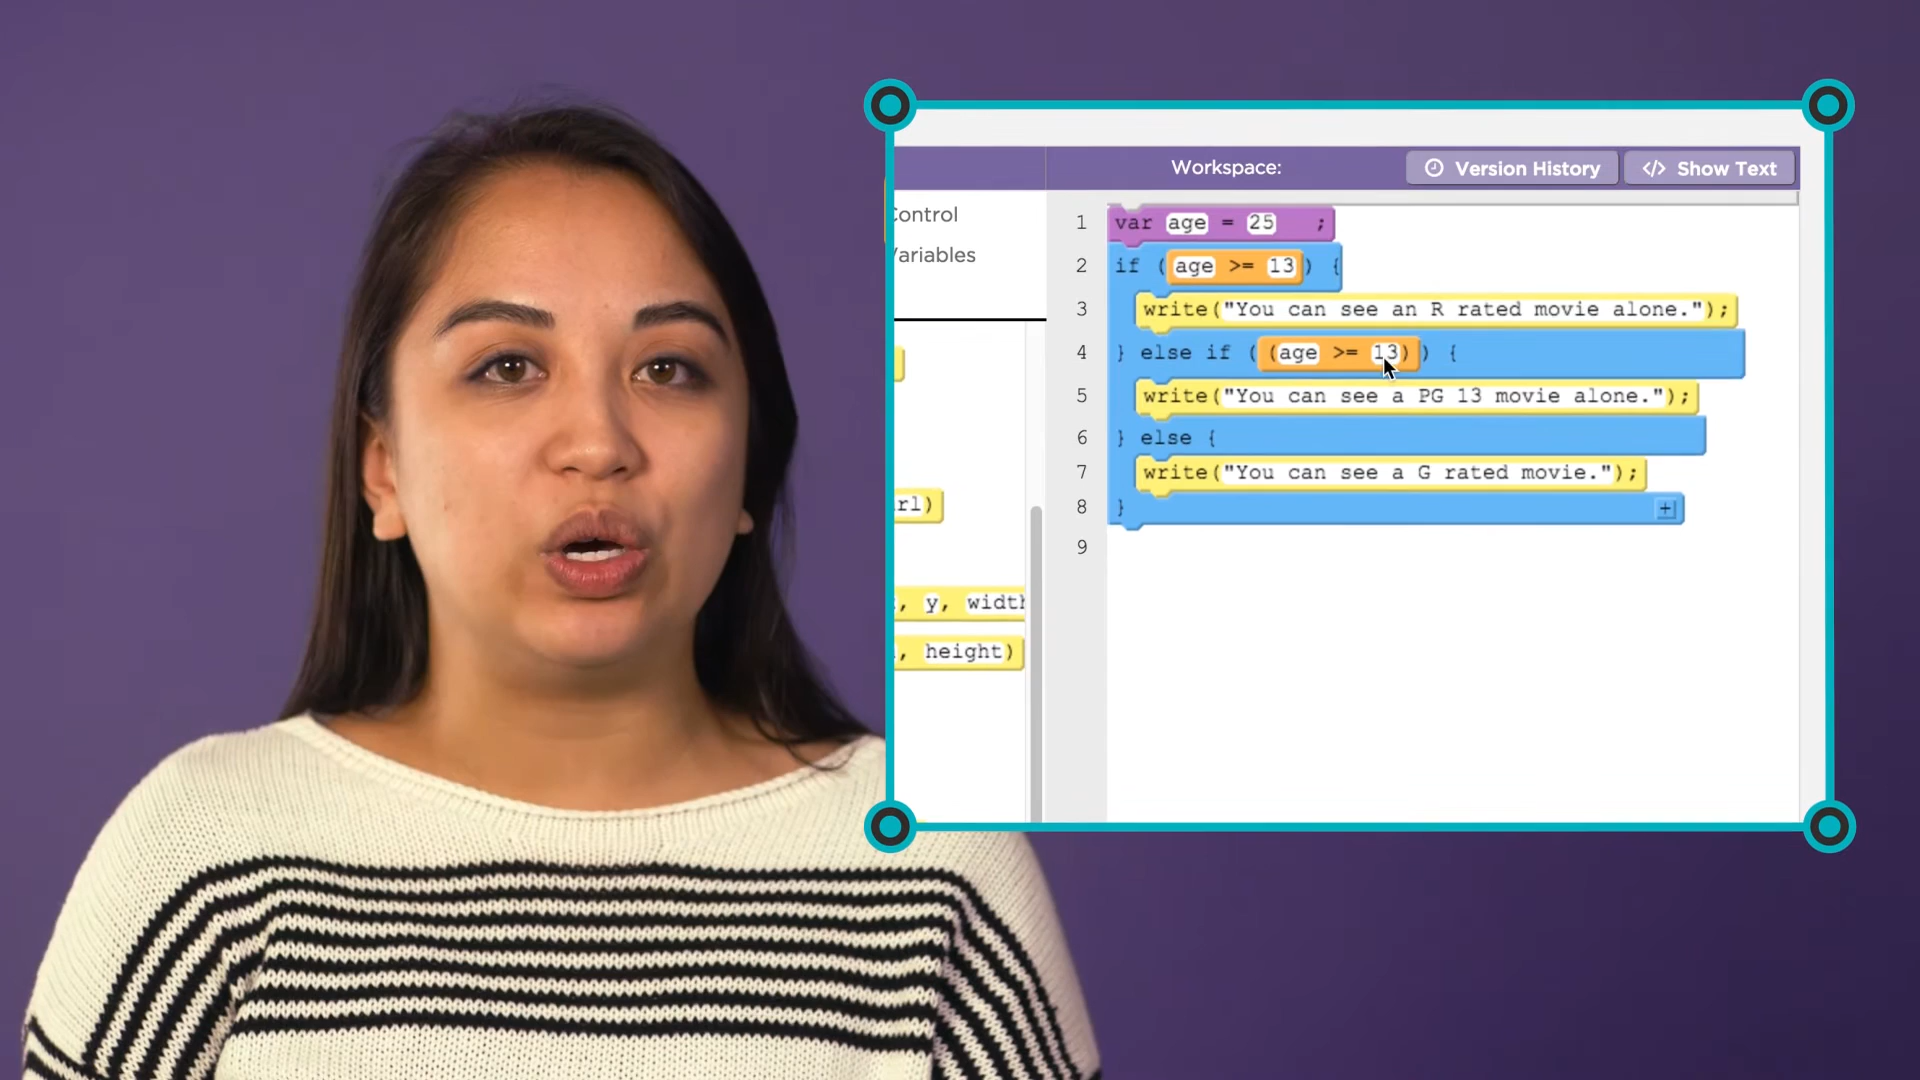 Workspace:
Version History
</> Show Text
Control
Variables
rl)
, y, width
, height)
1 var age = 25 ;
2 if (age >= 13) {
3 write("You can see an R rated movie alone.");
4 } else if ((age >= 13)) {
5 write("You can see a PG 13 movie alone.");
6 } else {
7 write("You can see a G rated movie.");
8 }
9